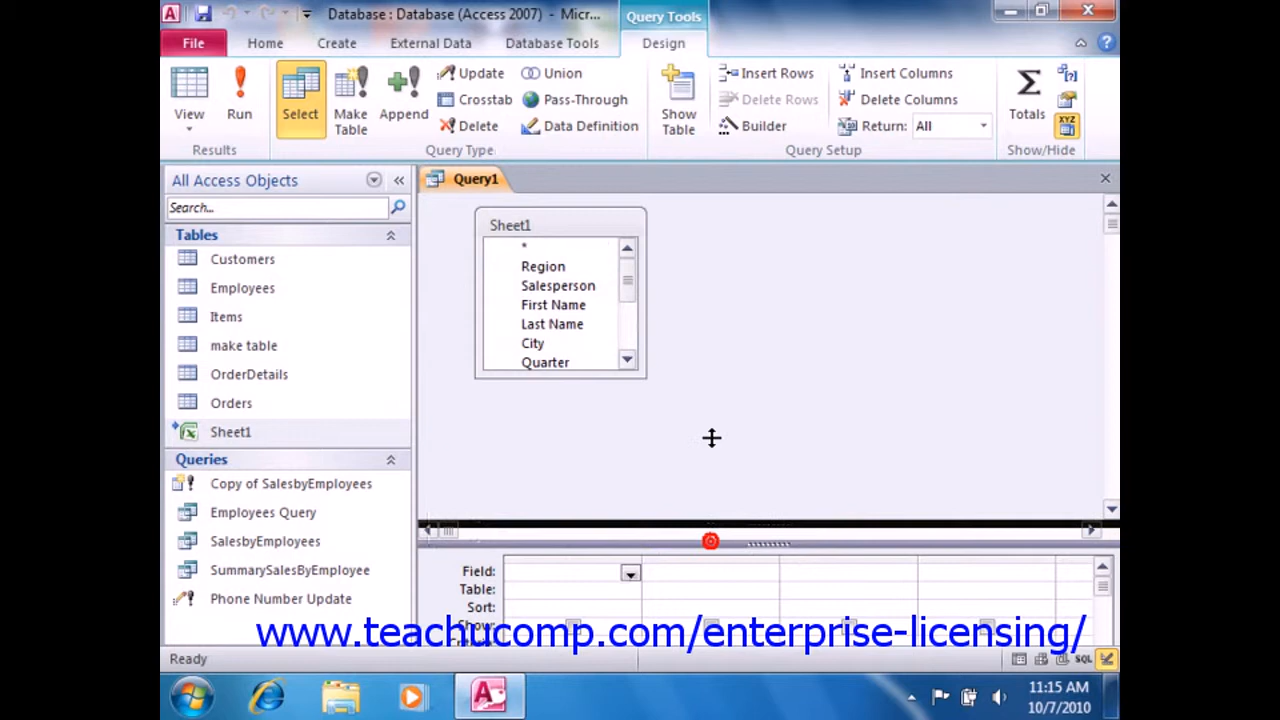 Database : Database (Access 2007) - Micr...
Query Tools
File
Home
Create
External Data
Database Tools
Design
View
Run
Select
Make Table
Append
Update
Crosstab
Delete
Union
Pass-Through
Data Definition
Show Table
Insert Rows
Delete Rows
Builder
Insert Columns
Delete Columns
Return: All
Totals
XYZ
Results
Query Type
Query Setup
Show/Hide
All Access Objects
Search...
Tables
Customers
Employees
Items
make table
OrderDetails
Orders
Sheet1
Queries
Copy of SalesbyEmployees
Employees Query
SalesbyEmployees
SummarySalesByEmployee
Phone Number Update
Query1
Sheet1
*
Region
Salesperson
First Name
Last Name
City
Quarter
Field:
Table:
Sort:
Show:
www.teachucomp.com/enterprise-licensing/
Ready
SQL
11:15 AM
10/7/2010